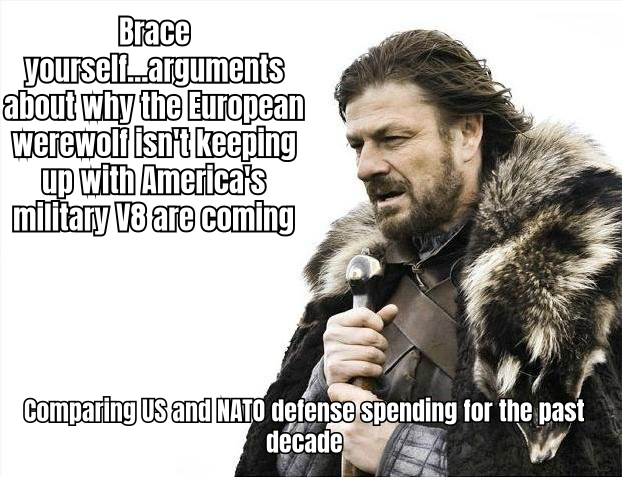 Brace
yourself...arguments
about why the European
werewolf isn't keeping
up with America's
military V8 are coming
Comparing US and NATO defense spending for the past
decade